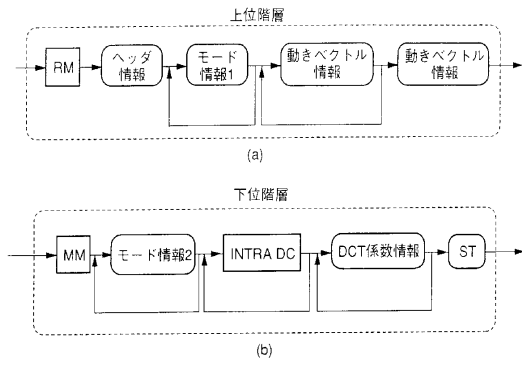 上位階層
RM
ヘッダ
情報
モード
情報1
動きベクトル
情報
動きベクトル
情報
(a)
下位階層
MM
モード情報2
INTRA DC
DCT係数情報
ST
(b)